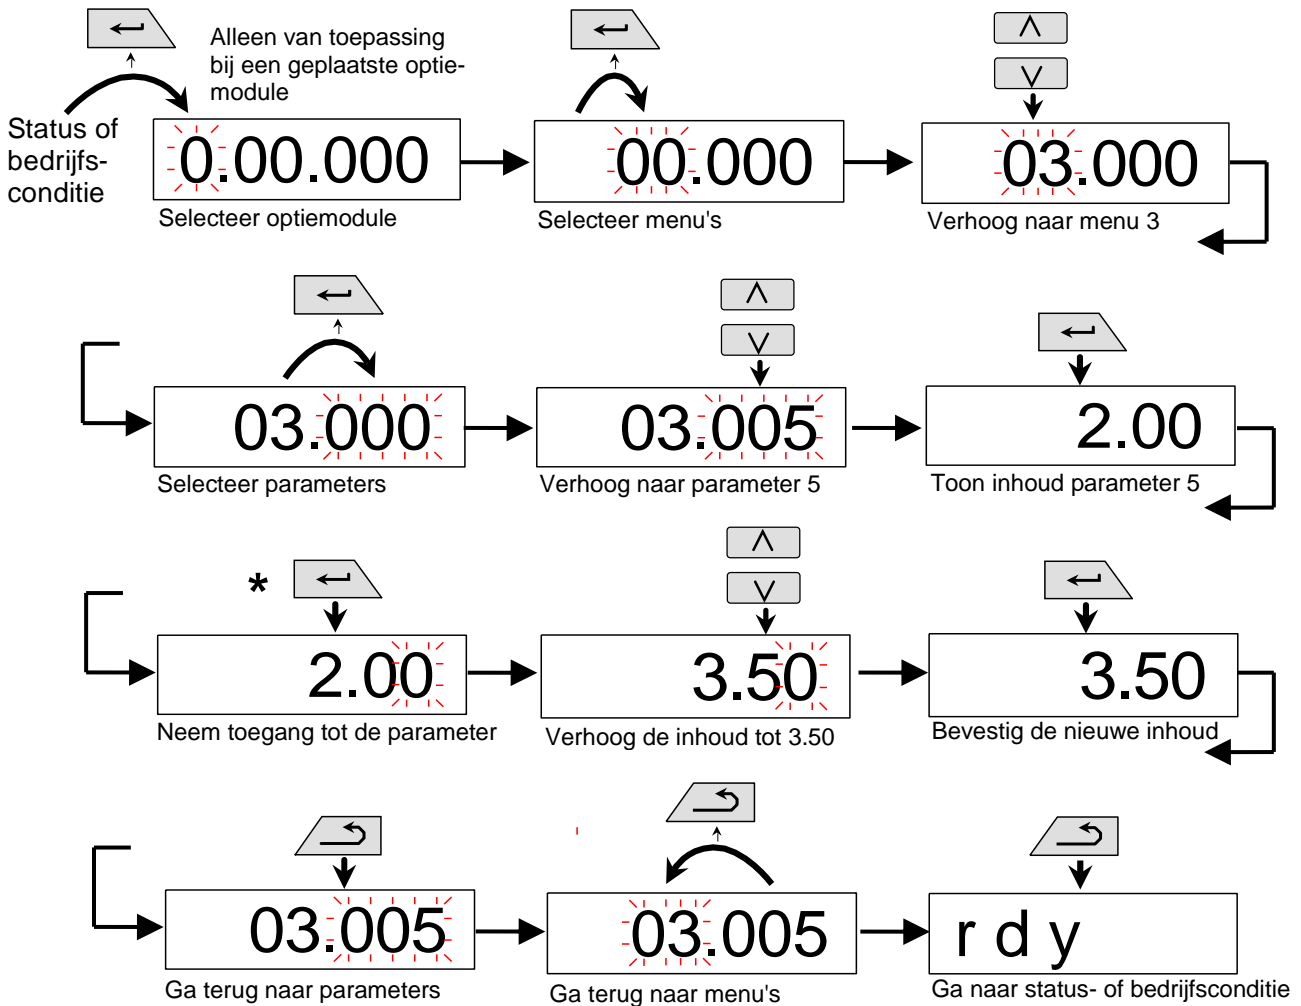 Alleen van toepassing
bij een geplaatste optie-
module
Status of
bedrijfs-
conditie
0.00.000
00.000
03.000
Selecteer optiemodule
Selecteer menu's
Verhoog naar menu 3
03.000
03.005
2.00
Selecteer parameters
Verhoog naar parameter 5
Toon inhoud parameter 5
*
2.00
3.50
3.50
Neem toegang tot de parameter
Verhoog de inhoud tot 3.50
Bevestig de nieuwe inhoud
03.005
03.005
r d y
Ga terug naar parameters
Ga terug naar menu's
Ga naar status- of bedrijfsconditie